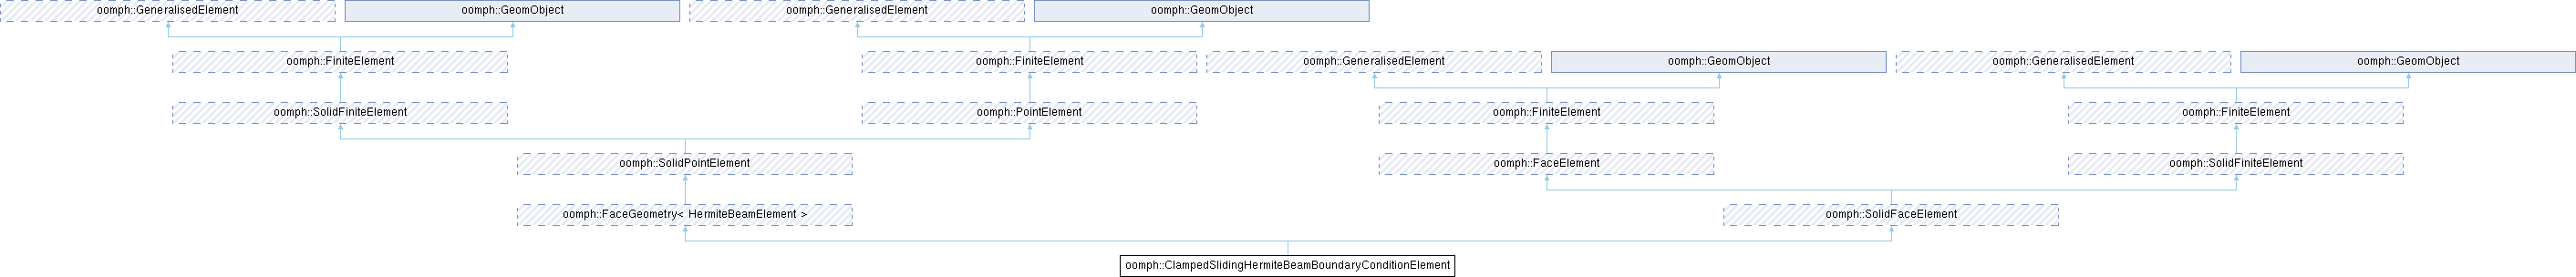 oomph::GeneralisedElement
oomph::GeomObject
oomph::GeneralisedElement
oomph::GeomObject
oomph::FiniteElement
oomph::FiniteElement
oomph::GeneralisedElement
oomph::GeomObject
oomph::GeneralisedElement
oomph::GeomObject
oomph::SolidFiniteElement
oomph::PointElement
oomph::FiniteElement
oomph::FiniteElement
oomph::SolidPointElement
oomph::FaceElement
oomph::SolidFiniteElement
oomph::FaceGeometry< HermiteBeamElement >
oomph::SolidFaceElement
oomph::ClampedSlidingHermiteBeamBoundaryConditionElement